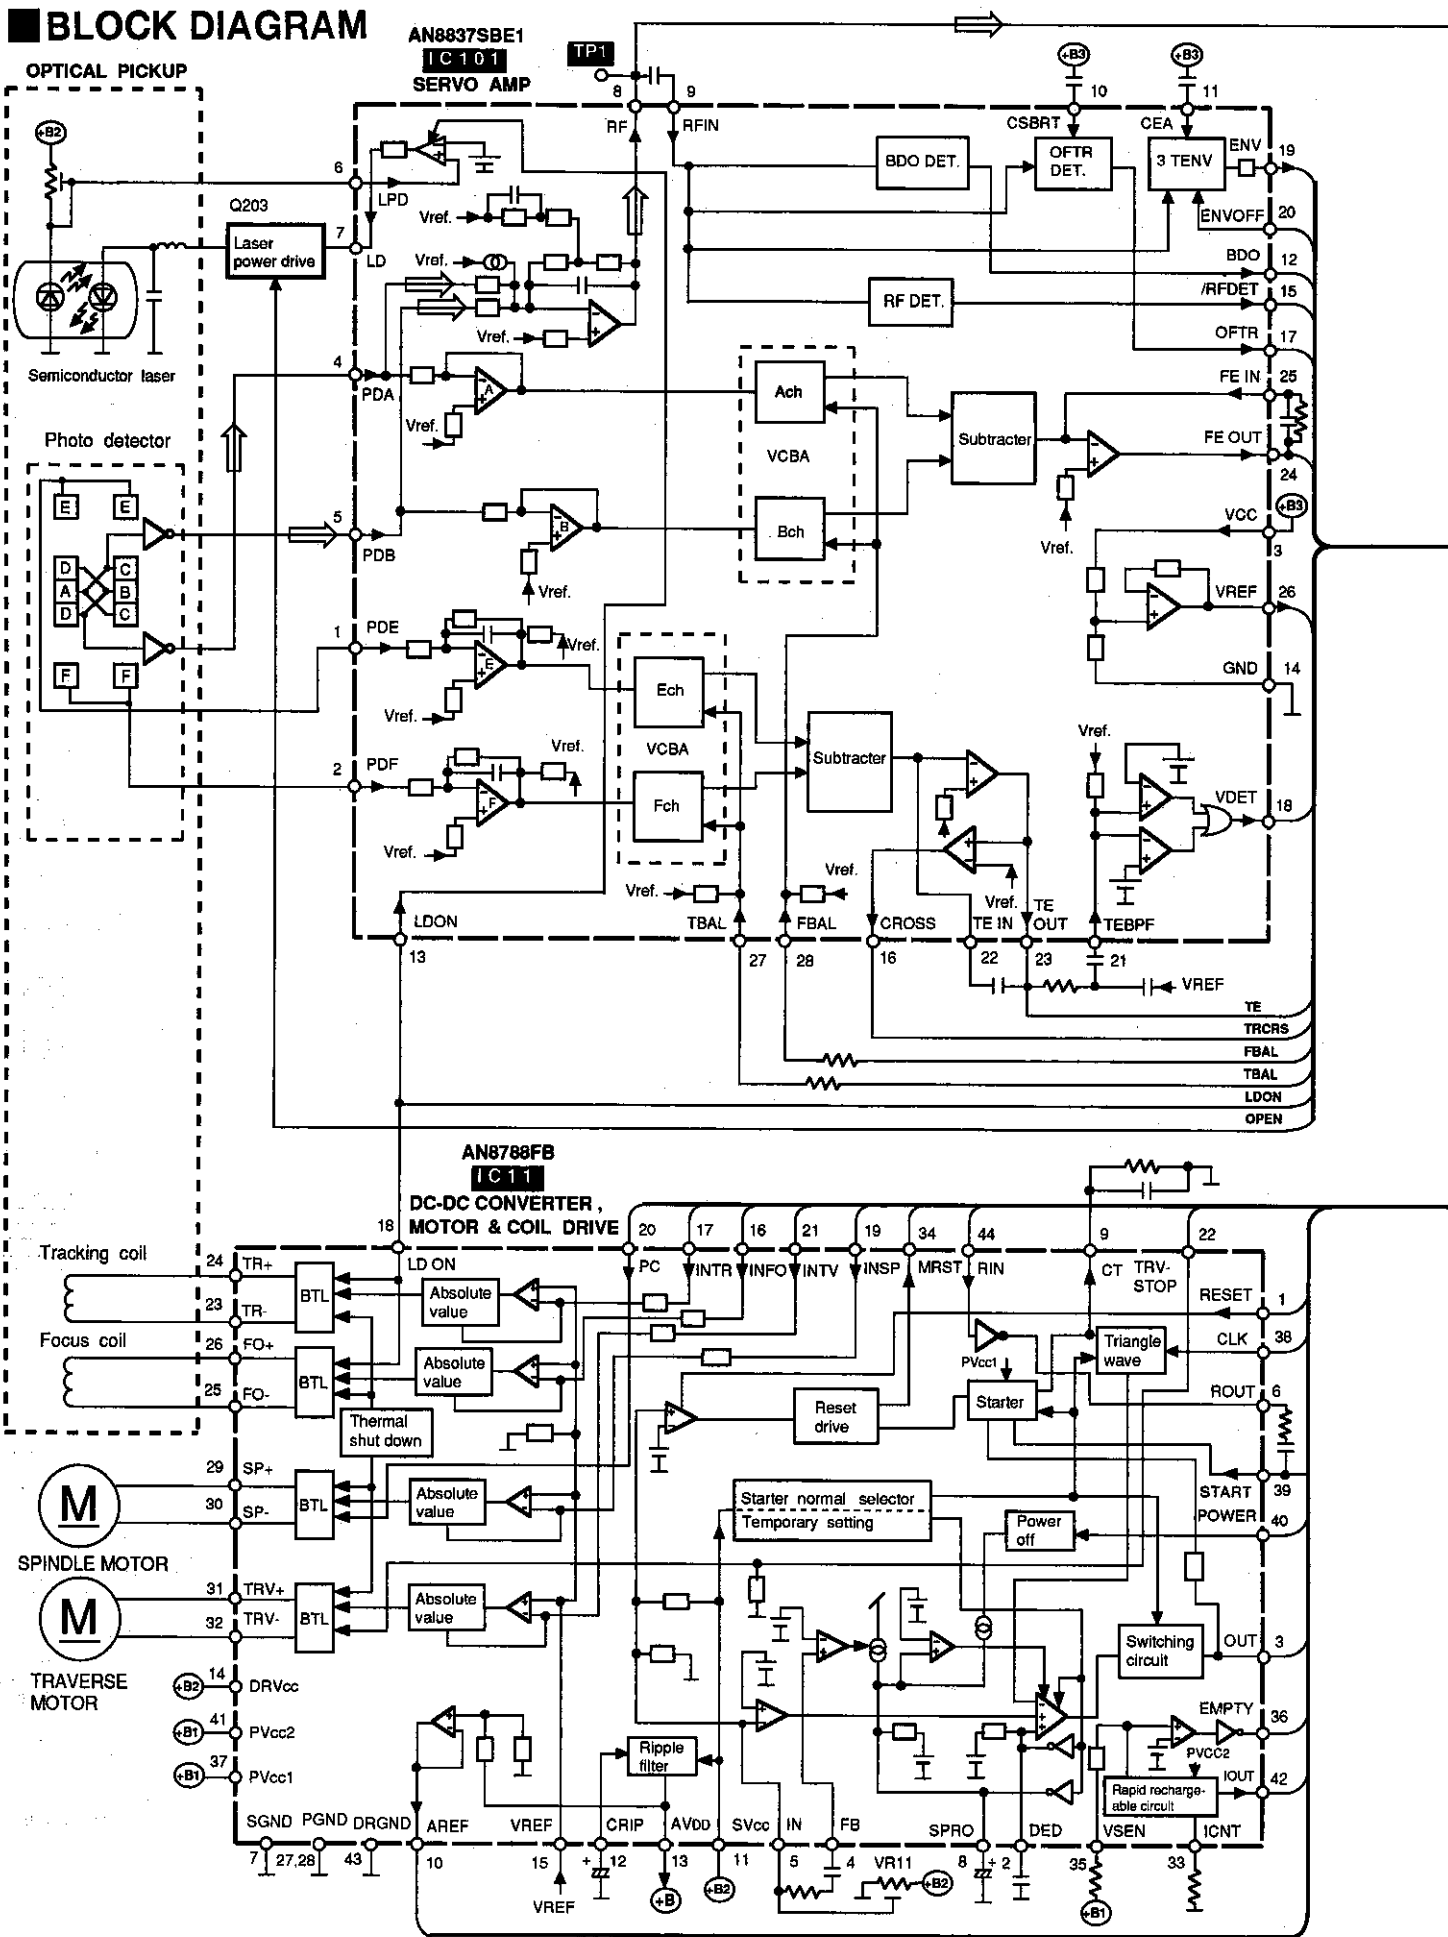 BLOCK DIAGRAM
OPTICAL PICKUP
AN8837SBE1
IC101
SERVO AMP
TP1
+B3
+B3
8
9
10
11
RF
RFIN
CSBRT
CEA
+B2
6
LPD
Q203
Laser
power drive
7
LD
Vref.
Vref.
Vref.
BDO DET.
OFTR
DET.
3 TENV
ENV
19
ENVOFF
20
BDO
12
/RFDET
15
RF DET.
OFTR
17
FE IN
25
FE OUT
24
Semiconductor laser
4
PDA
A
Vref.
Ach
VCBA
Bch
Subtracter
Vref.
+B3
VCC
3
Photo detector
E
E
D
C
A
B
D
C
F
F
5
PDB
B
Vref.
VREF
26
GND
14
1
PDE
E
Vref.
Vref.
Ech
VCBA
Fch
Subtracter
2
PDF
F
Vref.
Vref.
Vref.
VDET
18
Vref.
Vref.
Vref.
LDON
13
TBAL
27
FBAL
28
CROSS
16
TE IN
22
TE
OUT
23
TEBPF
21
VREF
TE
TRCRS
FBAL
TBAL
LDON
OPEN
AN8788FB
IC11
DC-DC CONVERTER,
MOTOR & COIL DRIVE
18
20
17
16
21
19
34
44
9
22
LD ON
PC
INTR
INFO
INTV
INSP
MRST
RIN
CT
TRV-
STOP
Tracking coil
24
TR+
23
TR-
BTL
Absolute
value
RESET
1
CLK
38
Triangle
wave
PVcc1
Focus coil
26
FO+
25
FO-
BTL
Absolute
value
Thermal
shut down
Reset
drive
Starter
ROUT
6
START
39
29
SP+
30
SP-
BTL
Absolute
value
M
SPINDLE MOTOR
Starter normal selector
Temporary setting
Power
off
POWER
40
31
TRV+
32
TRV-
BTL
Absolute
value
M
TRAVERSE
MOTOR
Switching
circuit
OUT
3
+B2
14
DRVcc
+B1
41
PVcc2
+B1
37
PVcc1
Ripple
filter
EMPTY
36
PVCC2
Rapid recharge-
able circuit
IOUT
42
SGND
7
PGND
27,28
DRGND
43
AREF
10
VREF
15
VREF
CRIP
+
12
AVDD
13
+B
SVcc
11
+B2
IN
5
FB
4
VR11
+B2
SPRO
8
+
DED
2
VSEN
35
+B1
ICNT
33